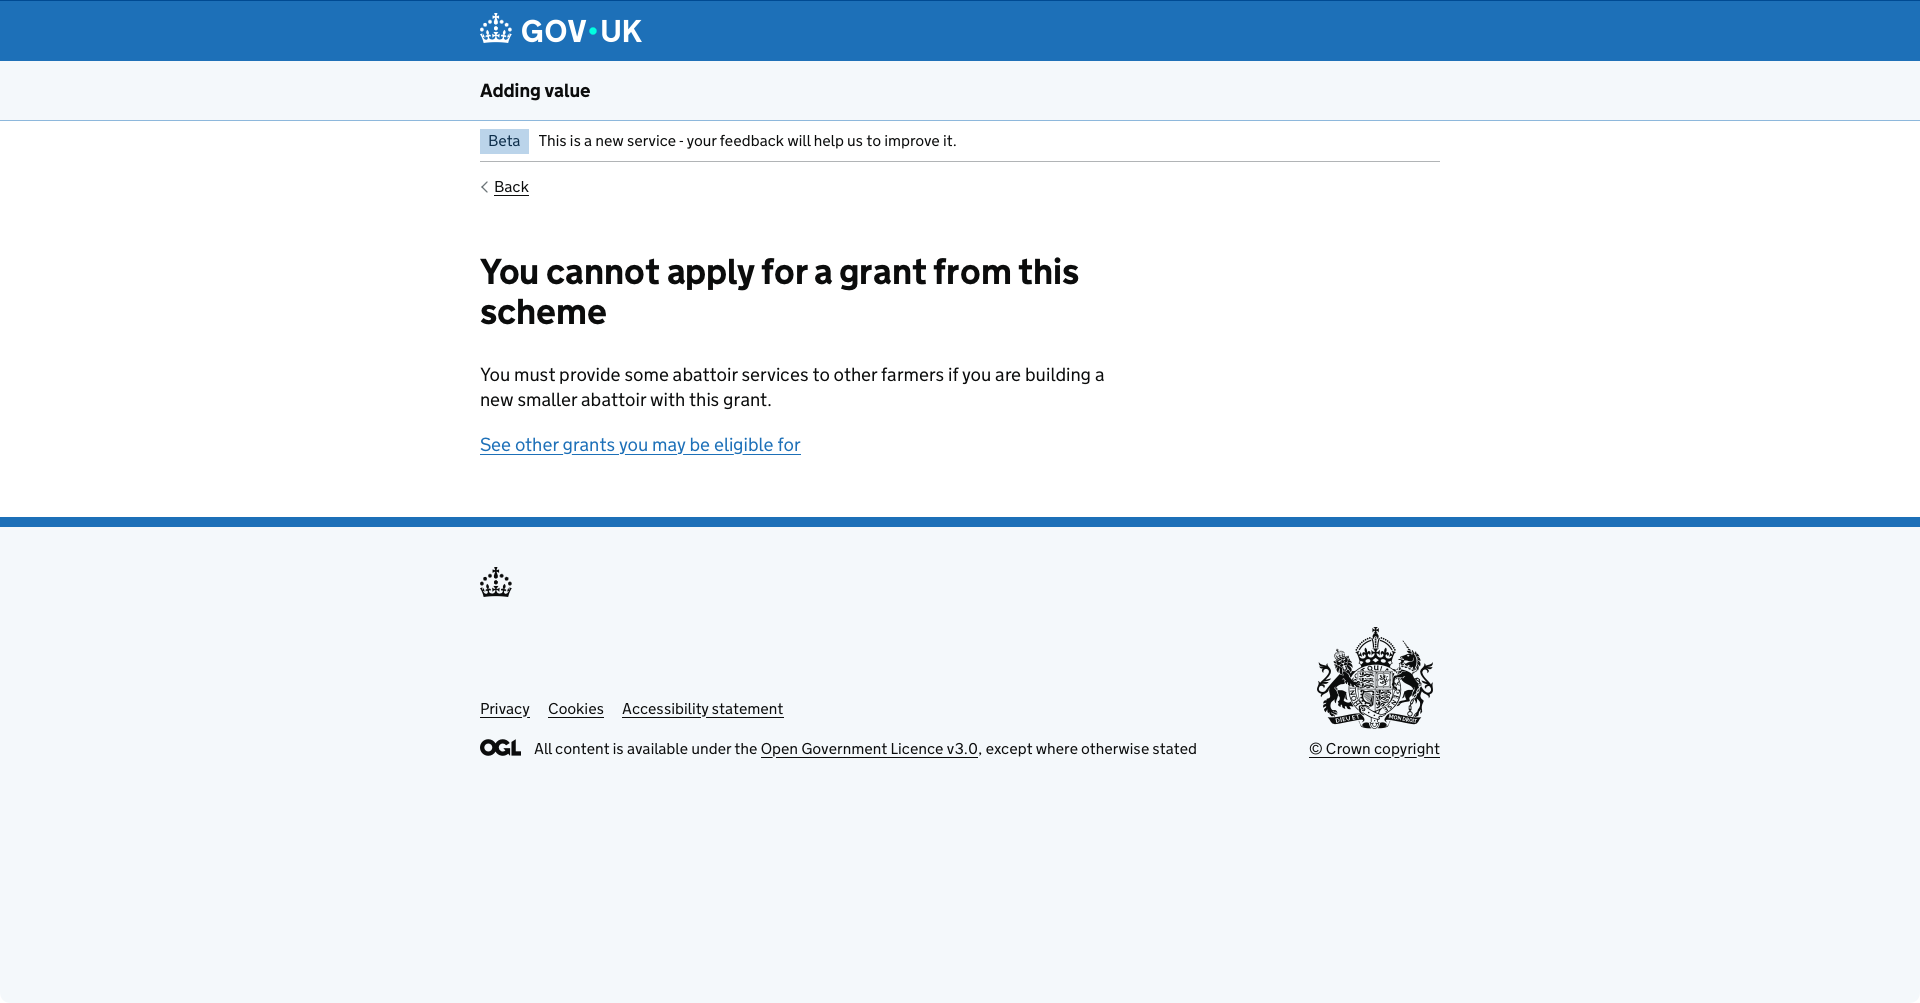 GOV·UK
Adding value
Beta This is a new service - your feedback will help us to improve it.
Back
You cannot apply for a grant from this
scheme
You must provide some abattoir services to other farmers if you are building a
new smaller abattoir with this grant.
See other grants you may be eligible for
QUI
DIEU ET MON DROIT
Privacy Cookies Accessibility statement
OGL All content is available under the Open Government Licence v3.0, except where otherwise stated
© Crown copyright